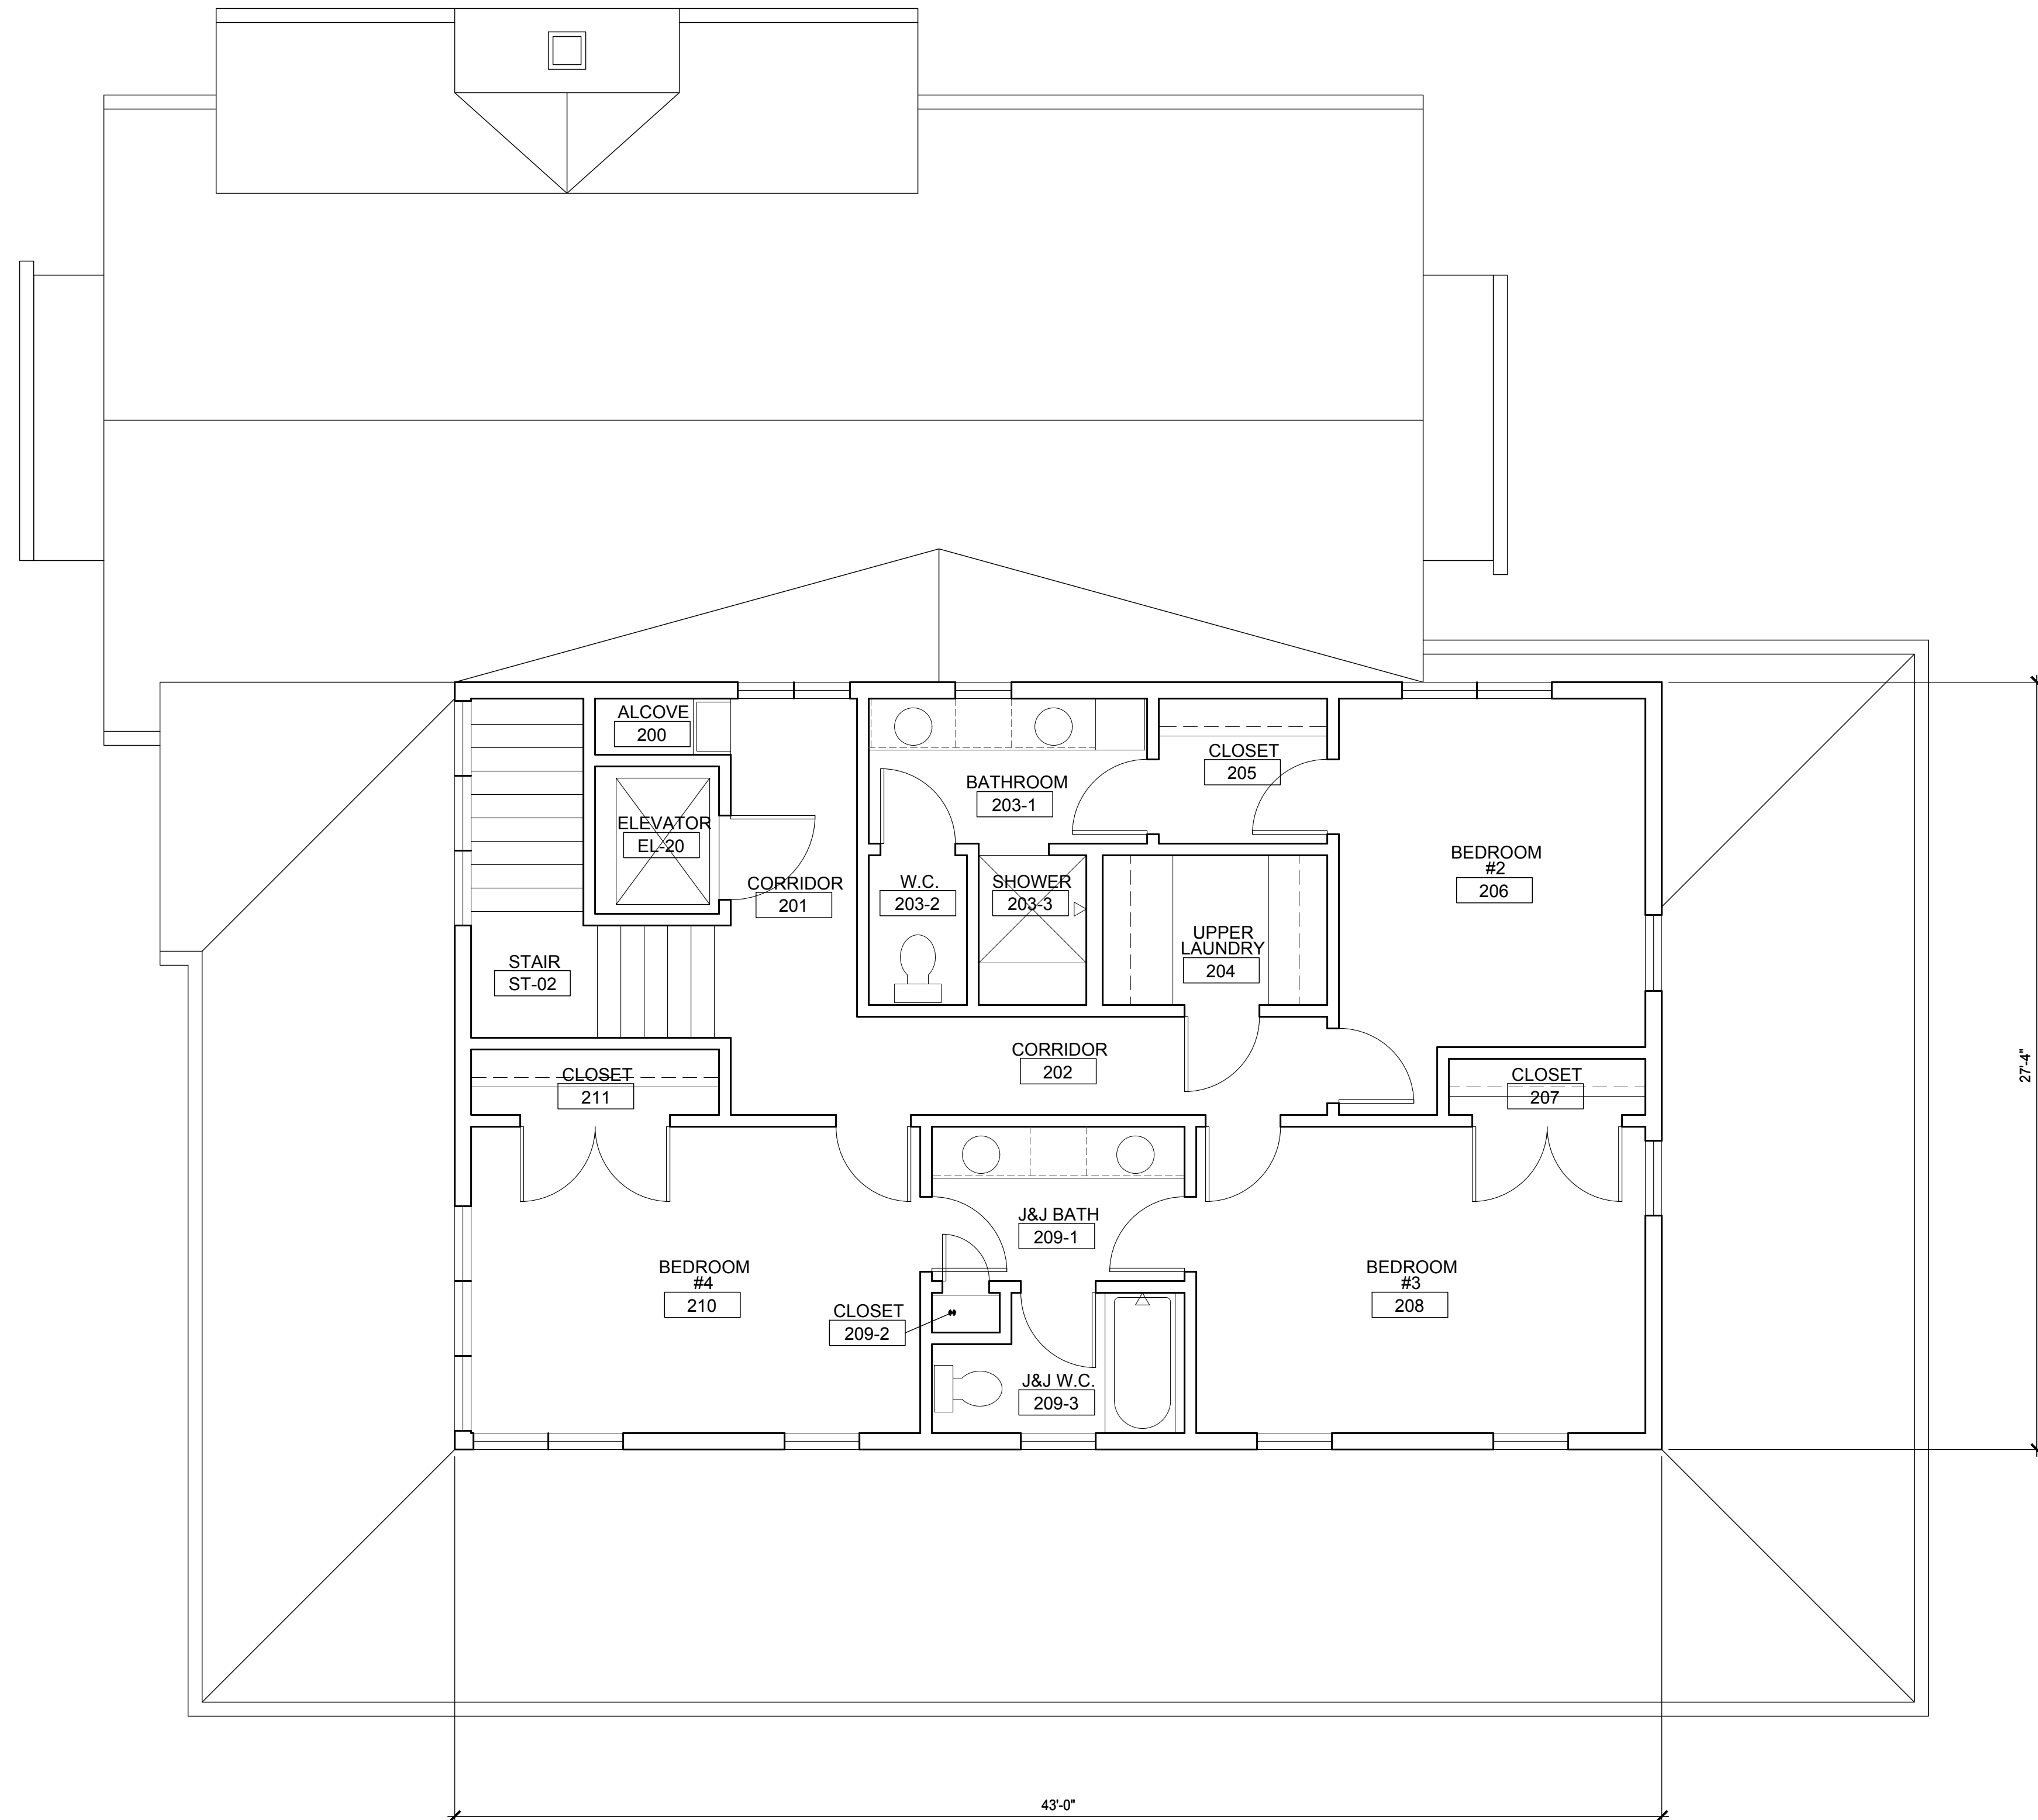 ALCOVE
200
CLOSET
205
BATHROOM
203-1
ELEVATOR
EL-20
CORRIDOR
201
W.C.
203-2
SHOWER
203-3
BEDROOM
#2
206
UPPER
LAUNDRY
204
STAIR
ST-02
CORRIDOR
202
CLOSET
211
CLOSET
207
27'-4"
J&J BATH
209-1
BEDROOM
#4
210
BEDROOM
#3
208
CLOSET
209-2
J&J W.C.
209-3
43'-0"